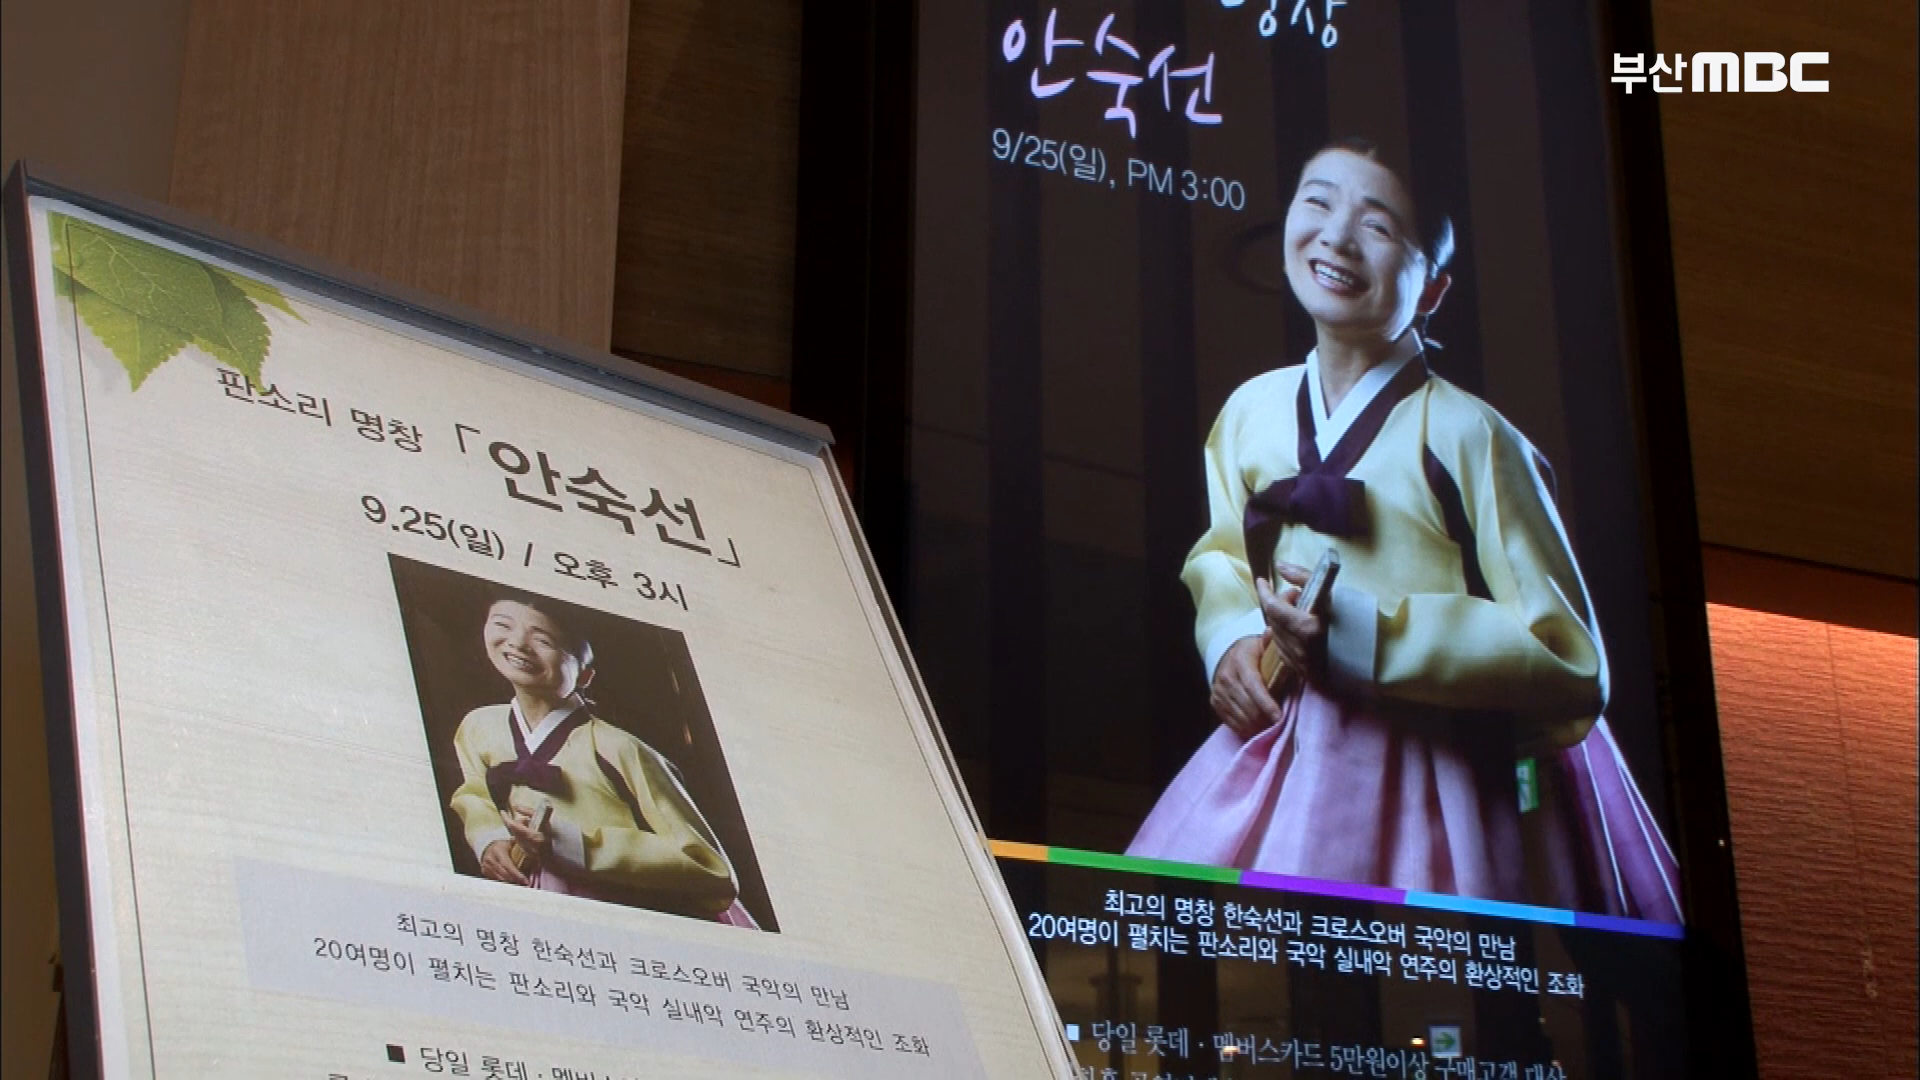 부산MBC
명창
안숙선
9/25(일), PM 3:00
최고의 명창 한숙선과 크로스오버 국악의 만남
20여명이 펼치는 판소리와 국악 실내악 연주의 환상적인 조화
■ 당일 롯데·멤버스카드 5만원이상 구매고객 대상
판소리 명창 「안숙선」
9.25(일) / 오후 3시
최고의 명창 한숙선과 크로스오버 국악의 만남
20여명이 펼치는 판소리와 국악 실내악 연주의 환상적인 조화
■ 당일 롯데·멤버스